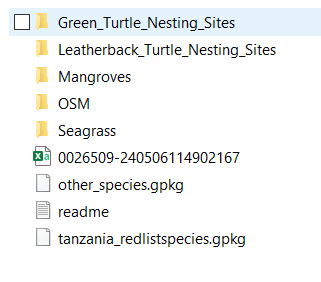 Green_Turtle_Nesting_Sites
Leatherback_Turtle_Nesting_Sites
Mangroves
OSM
Seagrass
0026509-240506114902167
other_species.gpkg
readme
tanzania_redlistspecies.gpkg